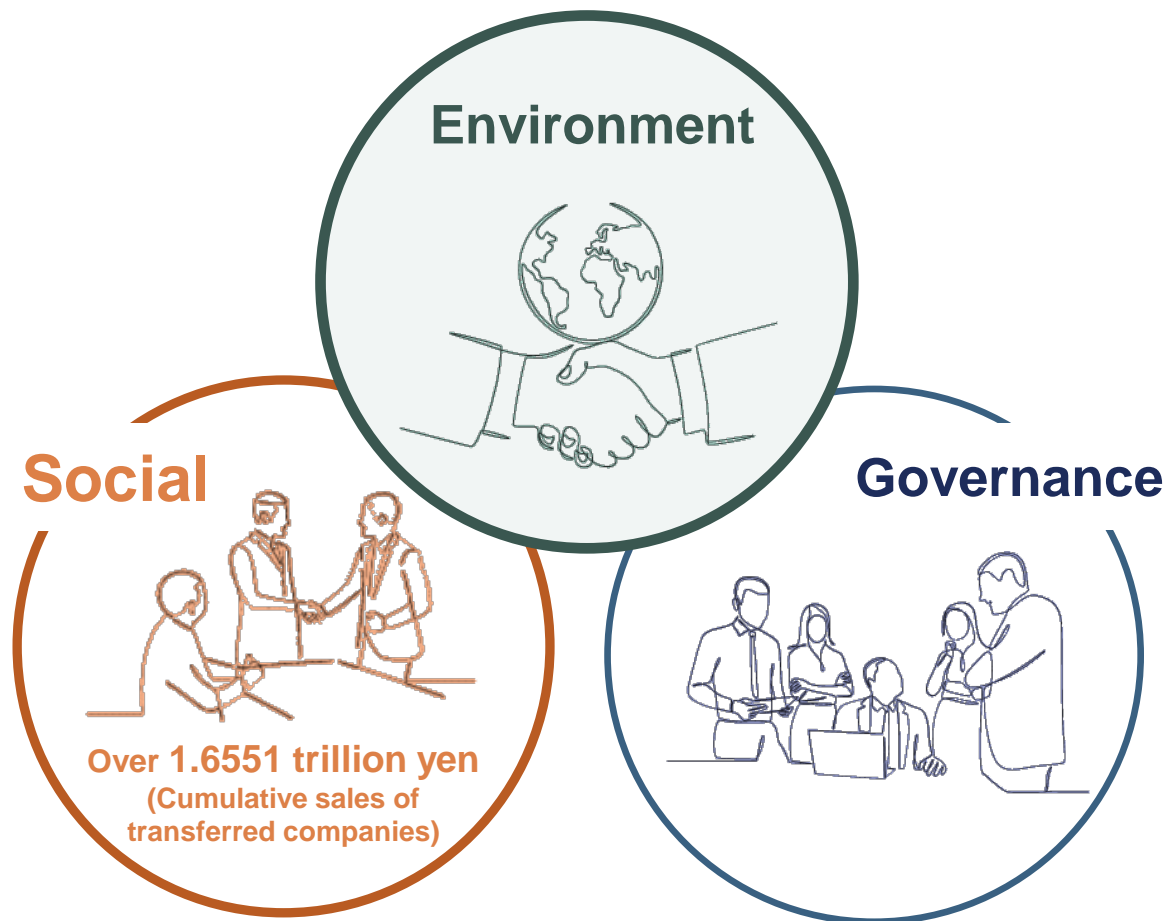 Environment
Social
Governance
Over 1.6551 trillion yen
(Cumulative sales of
transferred companies)